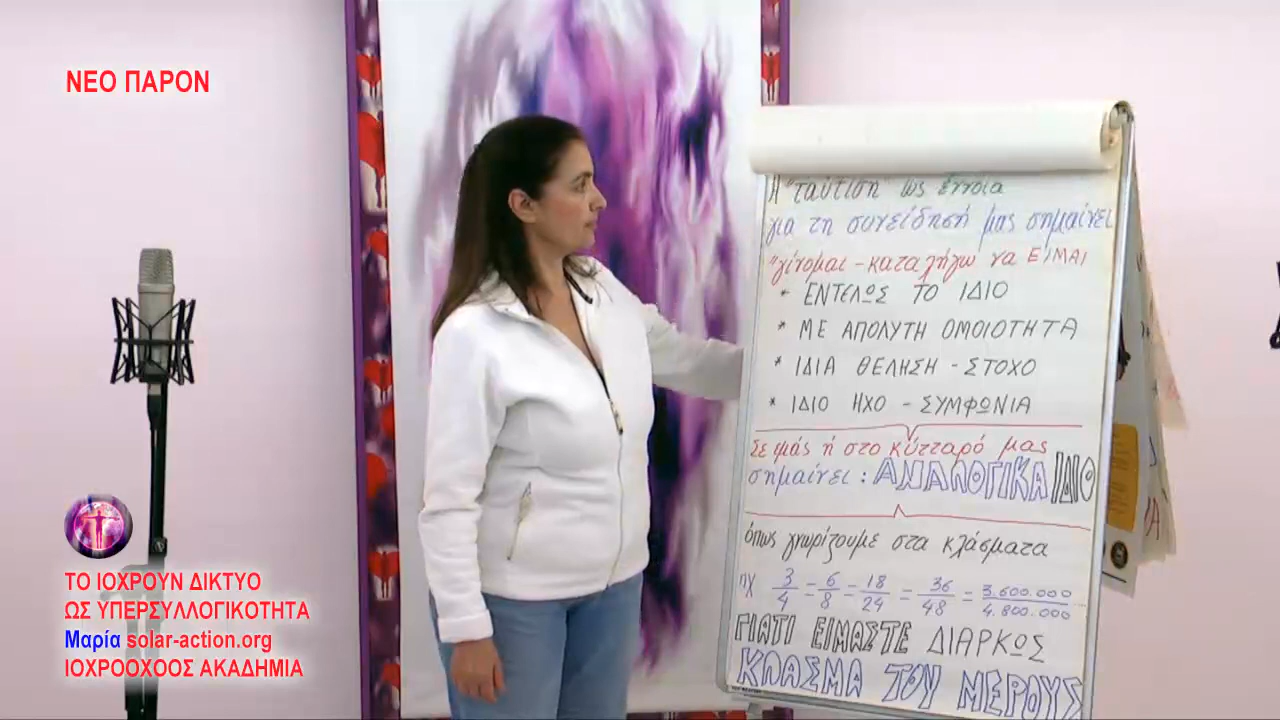 ΝΕΟ ΠΑΡΟΝ
Η "ταύτιση" ως έννοια
για τη συνείδησή μας σημαίνει
"γίνομαι - καταλήγω να ΕΙΜΑΙ
* ΕΝΤΕΛΩΣ ΤΟ ΙΔΙΟ
* ΜΕ ΑΠΟΛΥΤΗ ΟΜΟΙΟΤΗΤΑ
* ΙΔΙΑ ΘΕΛΗΣΗ - ΣΤΟΧΟ
* ΙΔΙΟ ΗΧΟ - ΣΥΜΦΩΝΙΑ
Σε μάς ή στο κύτταρό μας
σημαίνει : ΑΝΑΛΟΓΙΚΑ ΙΔΙΟ
όπως γνωρίζουμε στα κλάσματα
πχ 3/4 = 6/8 = 18/24 = 36/48 = 3.600.000/4.800.000 ...
ΓΙΑΤΙ ΕΙΜΑΣΤΕ ΔΙΑΡΚΩΣ
ΚΛΑΣΜΑ ΤΟΥ ΜΕΡΟΥΣ
ΤΟ ΙΟΧΡΟΥΝ ΔΙΚΤΥΟ
ΩΣ ΥΠΕΡΣΥΛΛΟΓΙΚΟΤΗΤΑ
Μαρία solar-action.org
ΙΟΧΡΟΟΧΟΟΣ ΑΚΑΔΗΜΙΑ